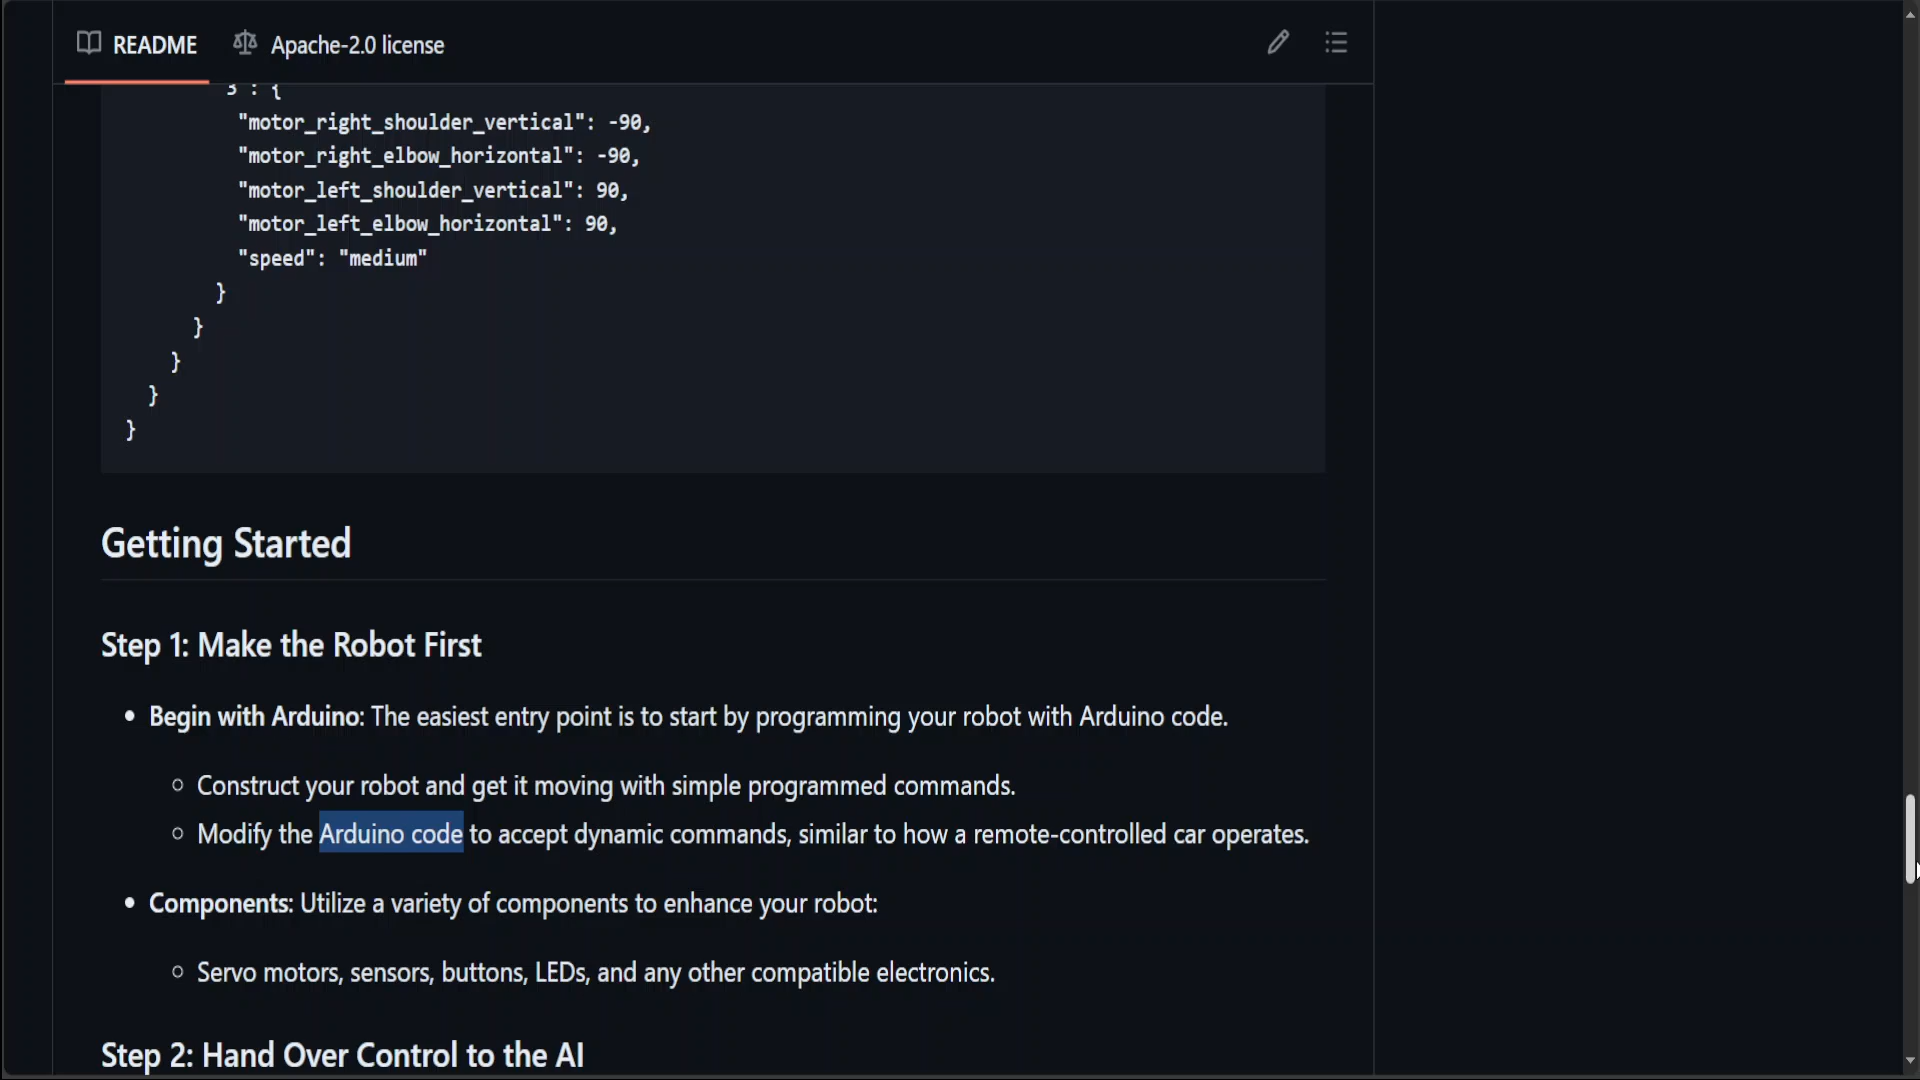 README
Apache-2.0 license
3 : {
"motor_right_shoulder_vertical": -90,
"motor_right_elbow_horizontal": -90,
"motor_left_shoulder_vertical": 90,
"motor_left_elbow_horizontal": 90,
"speed": "medium"
}
}
}
}
}
Getting Started
Step 1: Make the Robot First
• Begin with Arduino: The easiest entry point is to start by programming your robot with Arduino code.
○ Construct your robot and get it moving with simple programmed commands.
○ Modify the Arduino code to accept dynamic commands, similar to how a remote-controlled car operates.
• Components: Utilize a variety of components to enhance your robot:
○ Servo motors, sensors, buttons, LEDs, and any other compatible electronics.
Step 2: Hand Over Control to the AI